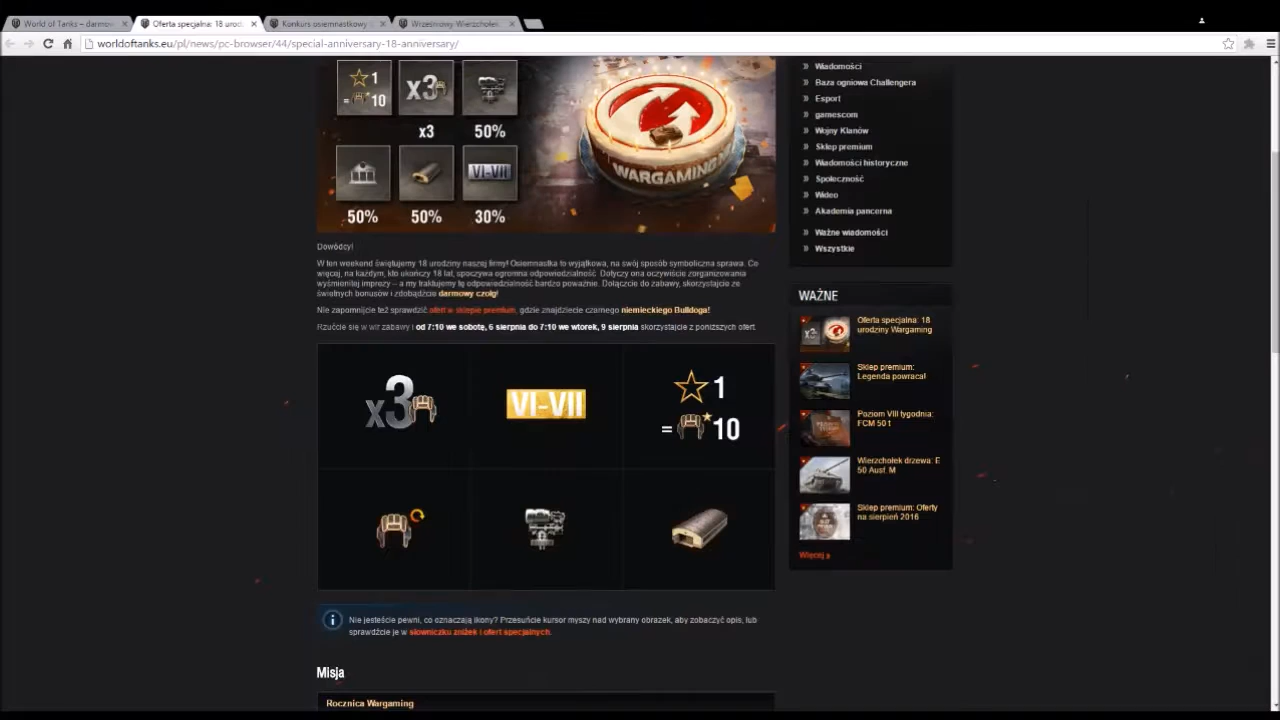 World of Tanks – darmow
Oferta specjalna: 18 urod
Konkurs osiemnastkowy
Wrześniowy Wierzchołek
worldoftanks.eu/pl/news/pc-browser/44/special-anniversary-18-anniversary/
1
= 10
x3
x3
50%
VI-VII
50%
50%
30%
WARGAMING
Dowódcy!
W ten weekend świętujemy 18 urodziny naszej firmy! Osiemnastka to wyjątkowa, na swój sposób symboliczna sprawa. Co
więcej, na każdym, kto ukończy 18 lat, spoczywa ogromna odpowiedzialność. Dotyczy ona oczywiście zorganizowania
wyśmienitej imprezy – a my traktujemy tę odpowiedzialność bardzo poważnie. Dołączcie do zabawy, skorzystajcie ze
świetnych bonusów i zdobądźcie darmowy czołg!
Nie zapomnijcie też sprawdzić ofert w sklepie premium, gdzie znajdziecie czarnego niemieckiego Bulldoga!
Rzućcie się w wir zabawy i od 7:10 we sobotę, 6 sierpnia do 7:10 we wtorek, 9 sierpnia skorzystajcie z poniższych ofert.
x3
VI-VII
1
= 10
Nie jesteście pewni, co oznaczają ikony? Przesuńcie kursor myszy nad wybrany obrazek, aby zobaczyć opis, lub
sprawdźcie je w słowniczku zniżek i ofert specjalnych.
Misja
Rocznica Wargaming
Wiadomości
Baza ogniowa Challengera
Esport
gamescom
Wojny Klanów
Sklep premium
Wiadomości historyczne
Społeczność
Wideo
Akademia pancerna
Ważne wiadomości
Wszystkie
WAŻNE
Oferta specjalna: 18
urodziny Wargaming
Sklep premium:
Legenda powraca!
Poziom VIII tygodnia:
FCM 50 t
Wierzchołek drzewa: E
50 Ausf. M
Sklep premium: Oferty
na sierpień 2016
Więcej